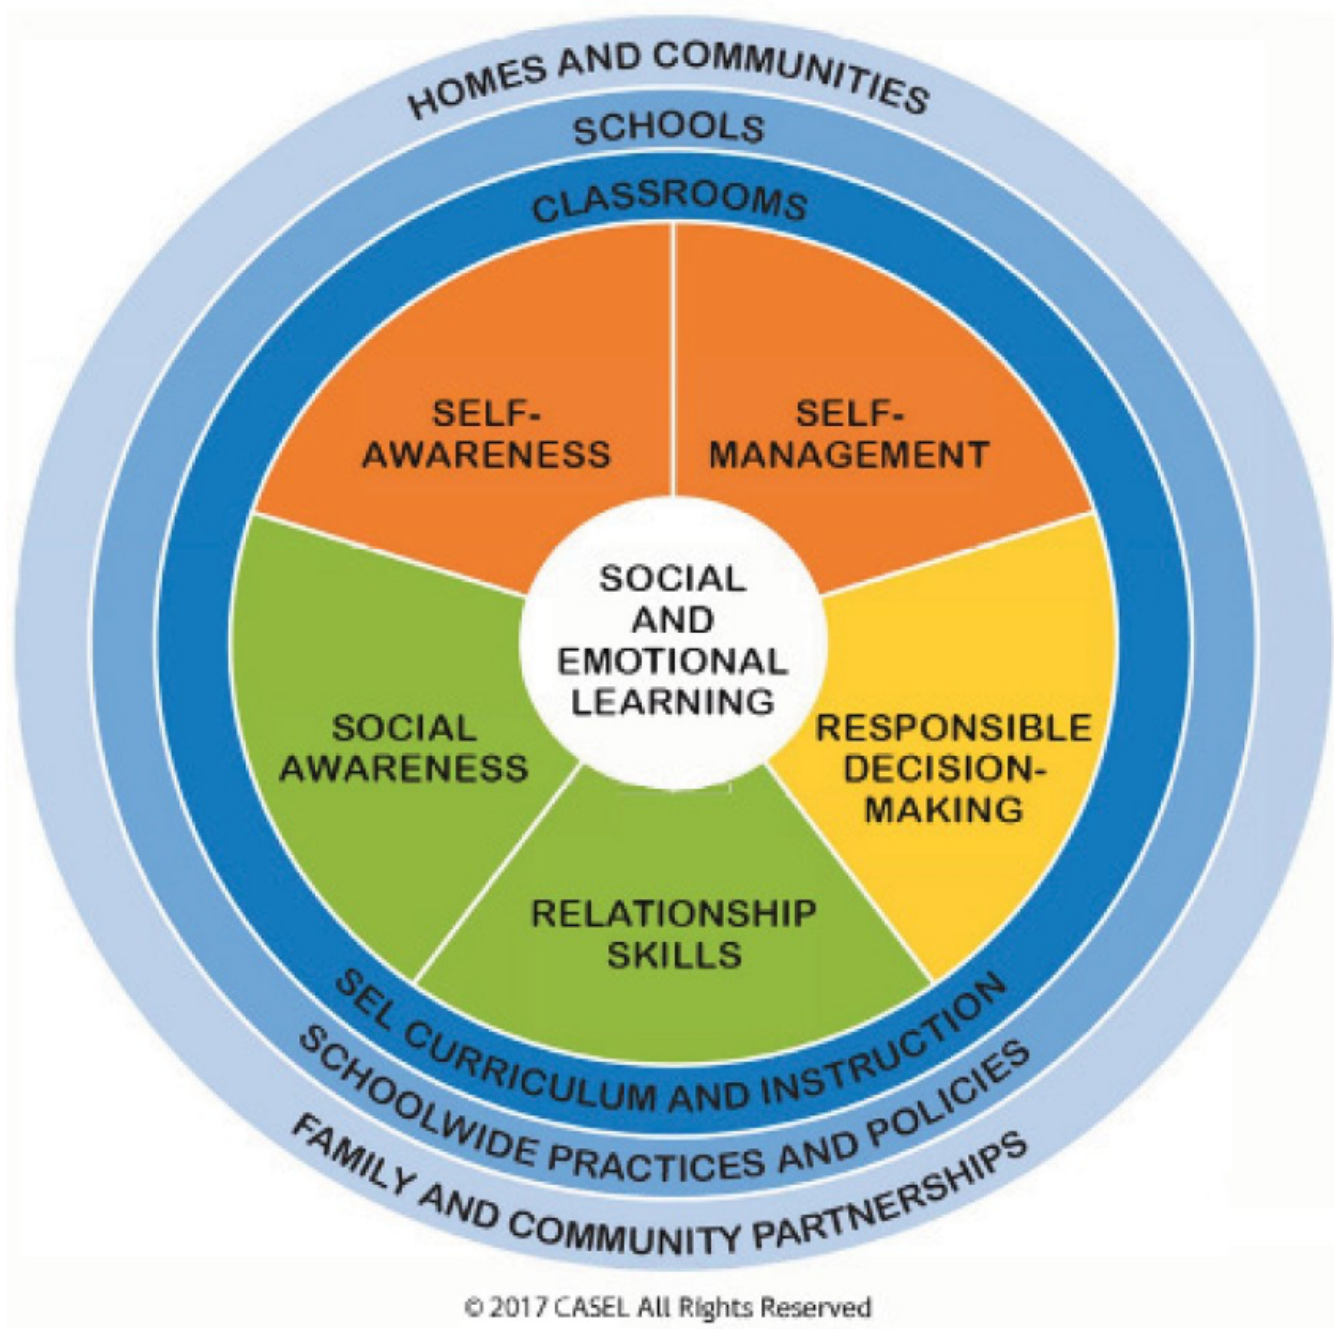 HOMES AND COMMUNITIES
SCHOOLS
CLASSROOMS
SELF-
AWARENESS
SELF-
MANAGEMENT
SOCIAL
AND
EMOTIONAL
LEARNING
SOCIAL
AWARENESS
RESPONSIBLE
DECISION-
MAKING
RELATIONSHIP
SKILLS
SEL CURRICULUM AND INSTRUCTION
SCHOOLWIDE PRACTICES AND POLICIES
FAMILY AND COMMUNITY PARTNERSHIPS
© 2017 CASEL All Rights Reserved